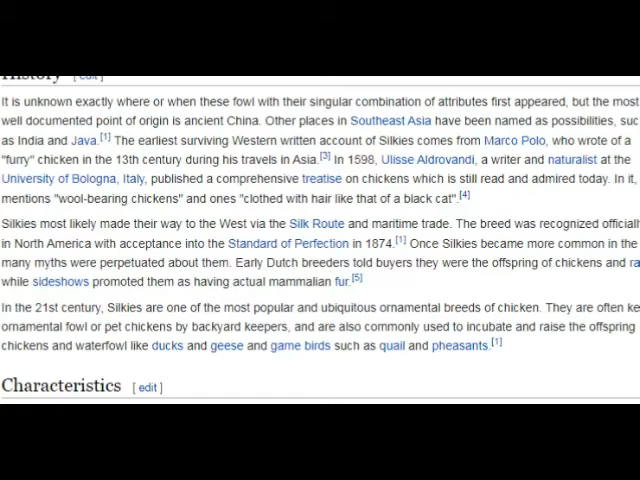 History [ edit ]
It is unknown exactly where or when these fowl with their singular combination of attributes first appeared, but the most
well documented point of origin is ancient China. Other places in Southeast Asia have been named as possibilities, suc
as India and Java.[1] The earliest surviving Western written account of Silkies comes from Marco Polo, who wrote of a
"furry" chicken in the 13th century during his travels in Asia.[3] In 1598, Ulisse Aldrovandi, a writer and naturalist at the
University of Bologna, Italy, published a comprehensive treatise on chickens which is still read and admired today. In it,
mentions "wool-bearing chickens" and ones "clothed with hair like that of a black cat".[4]
Silkies most likely made their way to the West via the Silk Route and maritime trade. The breed was recognized officiall
in North America with acceptance into the Standard of Perfection in 1874.[1] Once Silkies became more common in the
many myths were perpetuated about them. Early Dutch breeders told buyers they were the offspring of chickens and ra
while sideshows promoted them as having actual mammalian fur.[5]
In the 21st century, Silkies are one of the most popular and ubiquitous ornamental breeds of chicken. They are often ke
ornamental fowl or pet chickens by backyard keepers, and are also commonly used to incubate and raise the offspring
chickens and waterfowl like ducks and geese and game birds such as quail and pheasants.[1]
Characteristics [ edit ]